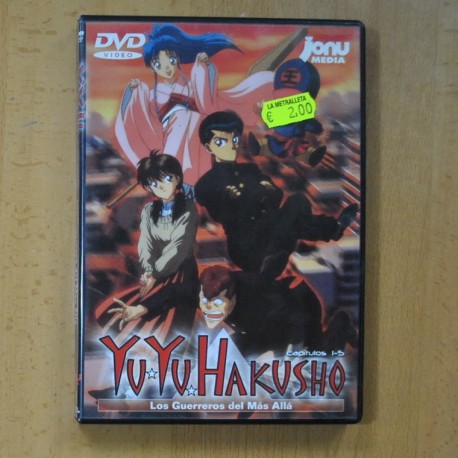 DVD
VIDEO
jonu
MEDIA
LA METRALLETA
€ 2,00
王
Capítulos 1-5
YU☆YU☆HAKUSHO
Los Guerreros del Más Allá